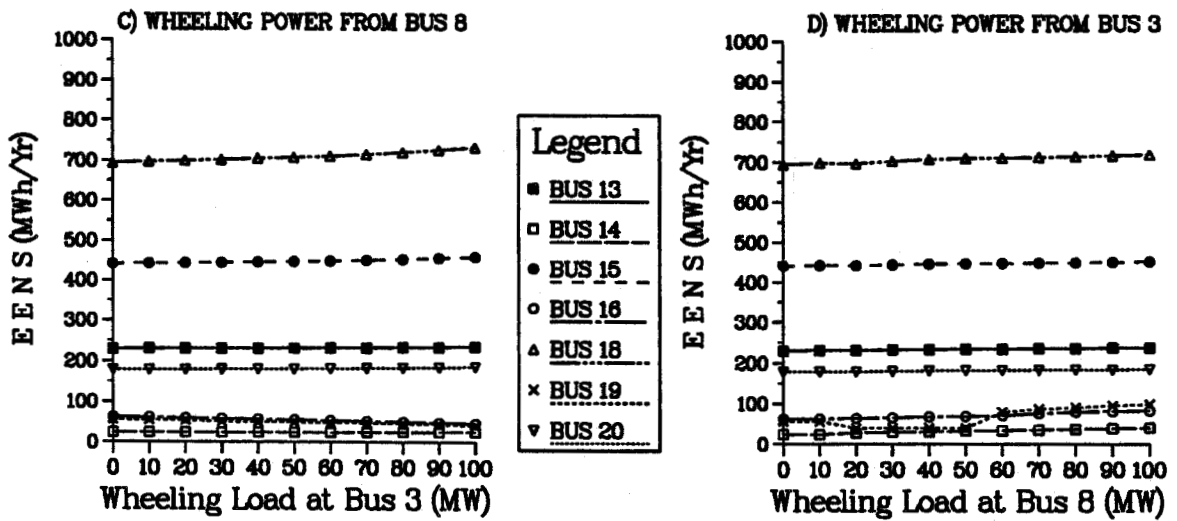 C) WHEELING POWER FROM BUS 8
1000
900
800
700
600
500
400
300
200
100
0
E E N S (MWh/Yr)
0 10 20 30 40 50 60 70 80 90 100
Wheeling Load at Bus 3 (MW)
Legend
BUS 13
BUS 14
BUS 15
BUS 16
BUS 18
BUS 19
BUS 20
D) WHEELING POWER FROM BUS 3
1000
900
800
700
600
500
400
300
200
100
0
E E N S (MWh/Yr)
0 10 20 30 40 50 60 70 80 90 100
Wheeling Load at Bus 8 (MW)